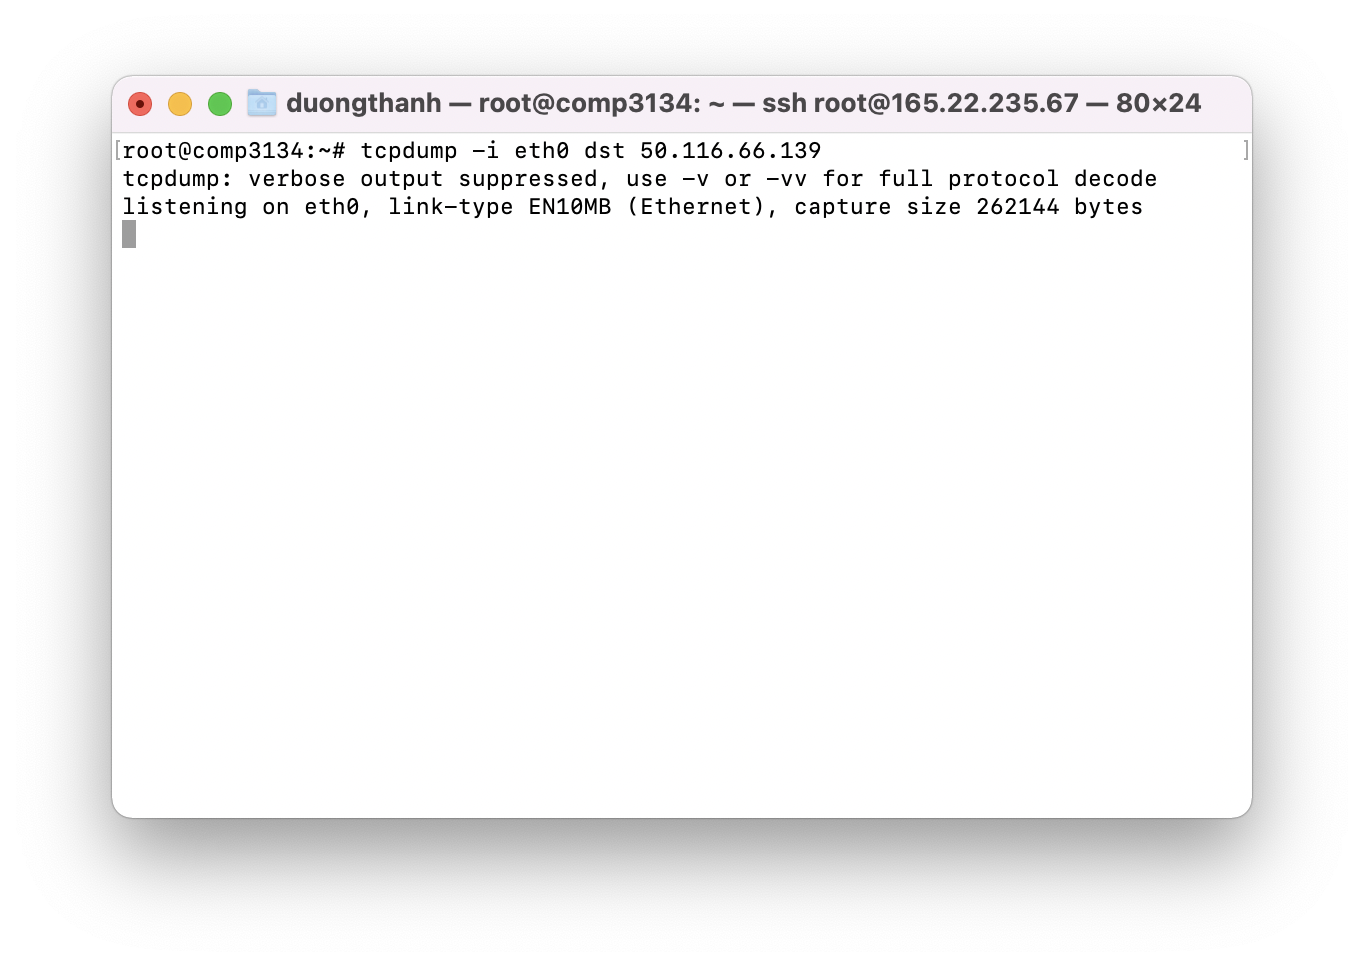 duongthanh — root@comp3134: ~ — ssh root@165.22.235.67 — 80×24
[root@comp3134:~# tcpdump -i eth0 dst 50.116.66.139 ]
tcpdump: verbose output suppressed, use -v or -vv for full protocol decode
listening on eth0, link-type EN10MB (Ethernet), capture size 262144 bytes